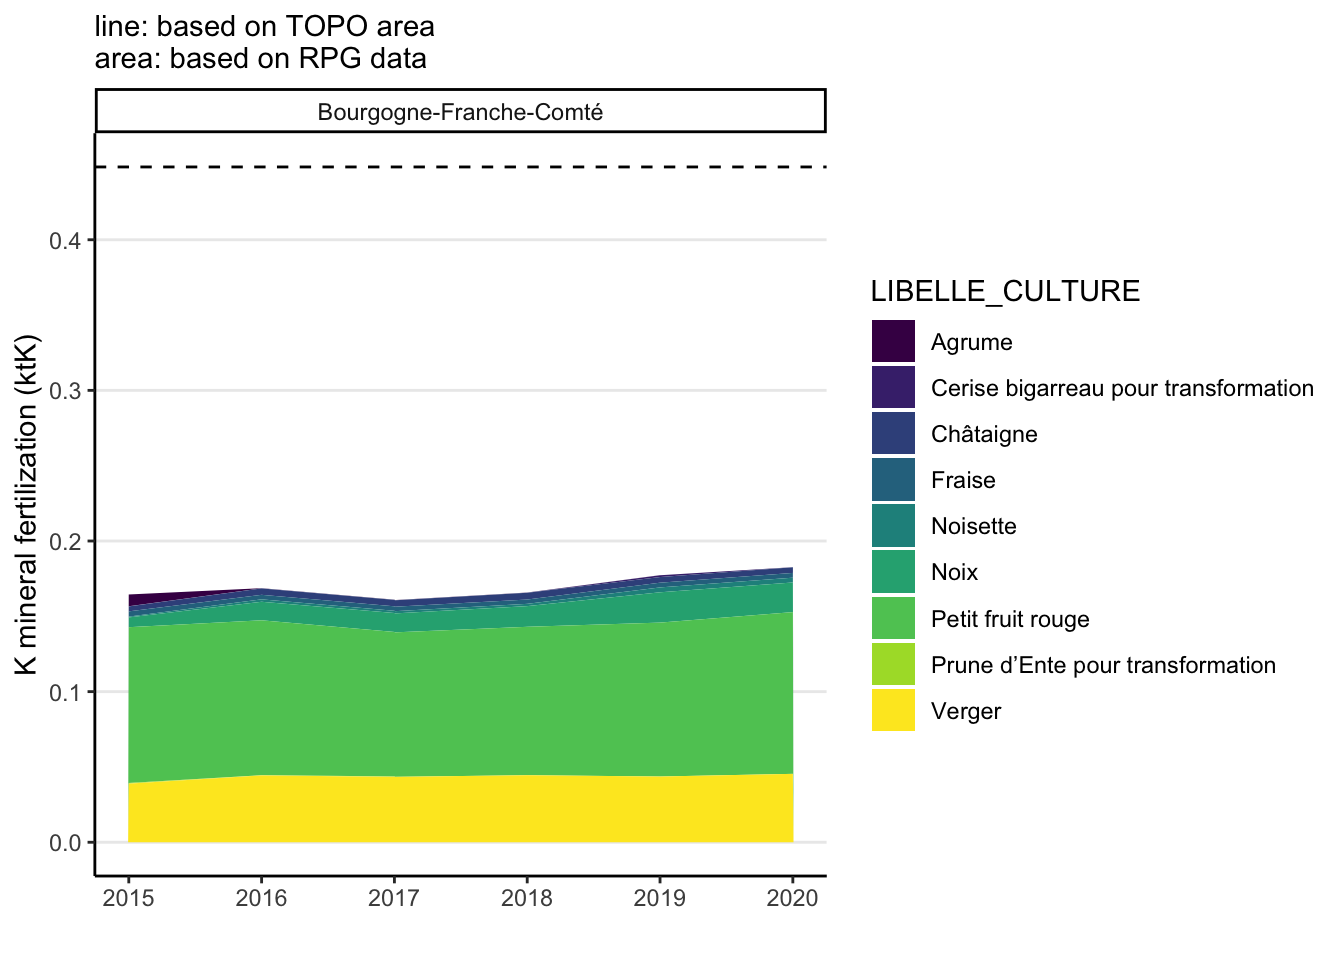 line: based on TOPO area
area: based on RPG data
Bourgogne-Franche-Comté
K mineral fertilization (ktK)
0.4
0.3
0.2
0.1
0.0
2015 2016 2017 2018 2019 2020
LIBELLE_CULTURE
Agrume
Cerise bigarreau pour transformation
Châtaigne
Fraise
Noisette
Noix
Petit fruit rouge
Prune d’Ente pour transformation
Verger